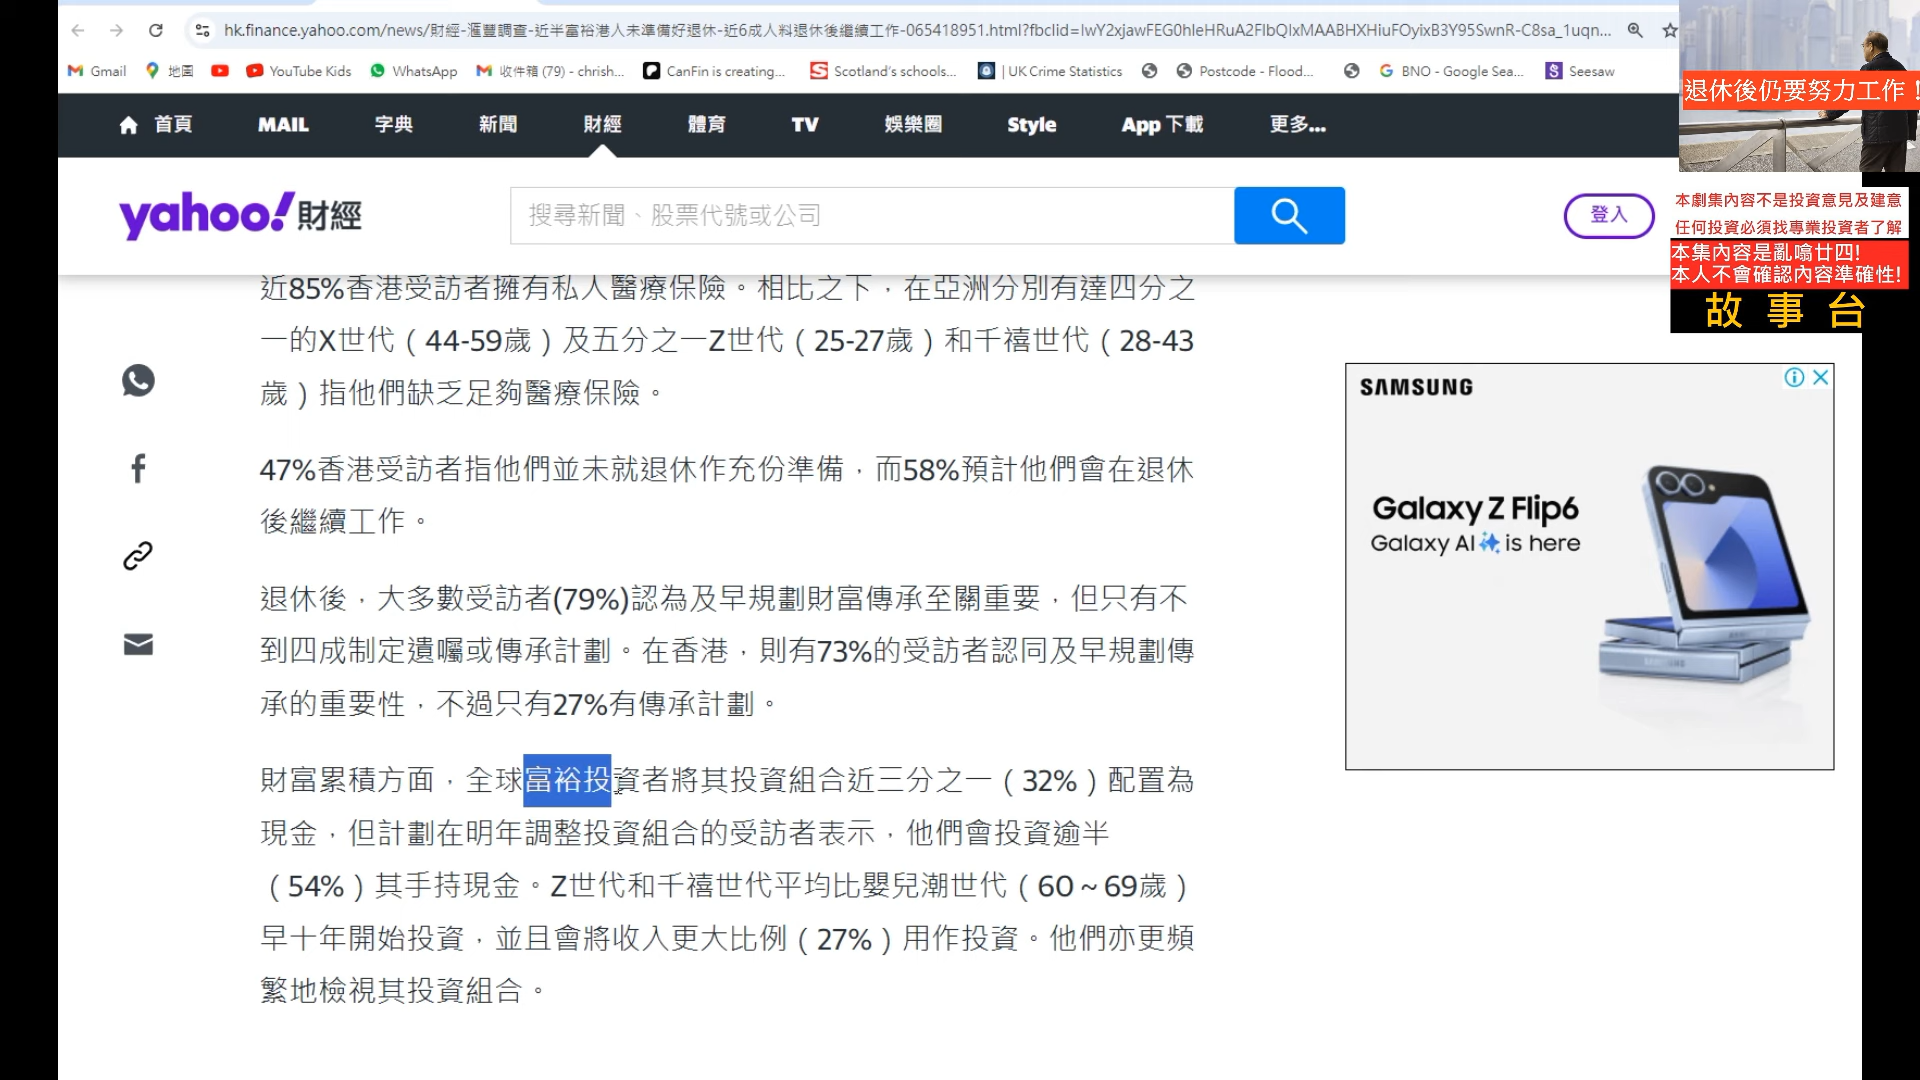 hk.finance.yahoo.com/news/財經-滙豐調查-近半富裕港人未準備好退休-近6成人料退休後繼續工作-065418951.html?fbclid=IwY2xjawFEG0hleHRuA2FlbQIxMAABHXHiuFOyixB3Y95SwnR-C8sa_1uqn...
Gmail
地圖
YouTube Kids
WhatsApp
收件箱 (79) - chrish...
CanFin is creating...
Scotland's schools...
| UK Crime Statistics
Postcode - Flood...
BNO - Google Sea...
Seesaw
首頁 MAIL 字典 新聞 財經 體育 TV 娛樂圈 Style App 下載 更多...
yahoo!財經
搜尋新聞、股票代號或公司
登入
退休後仍要努力工作！
本劇集內容不是投資意見及建意
任何投資必須找專業投資者了解
本集內容是亂噏廿四!
本人不會確認內容準確性!
故事台
近85%香港受訪者擁有私人醫療保險。相比之下，在亞洲分別有達四分之
一的X世代（44-59歲）及五分之一Z世代（25-27歲）和千禧世代（28-43
歲）指他們缺乏足夠醫療保險。
47%香港受訪者指他們並未就退休作充份準備，而58%預計他們會在退休
後繼續工作。
退休後，大多數受訪者(79%)認為及早規劃財富傳承至關重要，但只有不
到四成制定遺囑或傳承計劃。在香港，則有73%的受訪者認同及早規劃傳
承的重要性，不過只有27%有傳承計劃。
財富累積方面，全球富裕投資者將其投資組合近三分之一（32%）配置為
現金，但計劃在明年調整投資組合的受訪者表示，他們會投資逾半
（54%）其手持現金。Z世代和千禧世代平均比嬰兒潮世代（60～69歲）
早十年開始投資，並且會將收入更大比例（27%）用作投資。他們亦更頻
繁地檢視其投資組合。
SAMSUNG
Galaxy Z Flip6
Galaxy AI is here
SAMSUNG